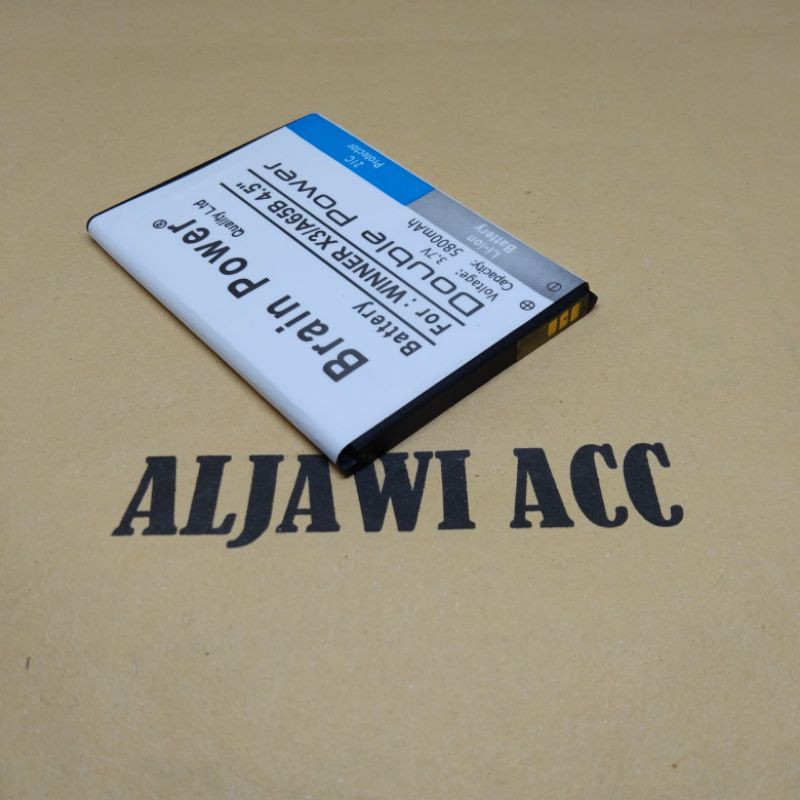 Brain Power®
Quality Ltd
Battery
For : WINNER X3/A65B 4.5"
Double Power
Voltage: 3.7V
Capacity: 5800mAh
2IC
Protector
Li-ion
Battery
ALJAWI ACC